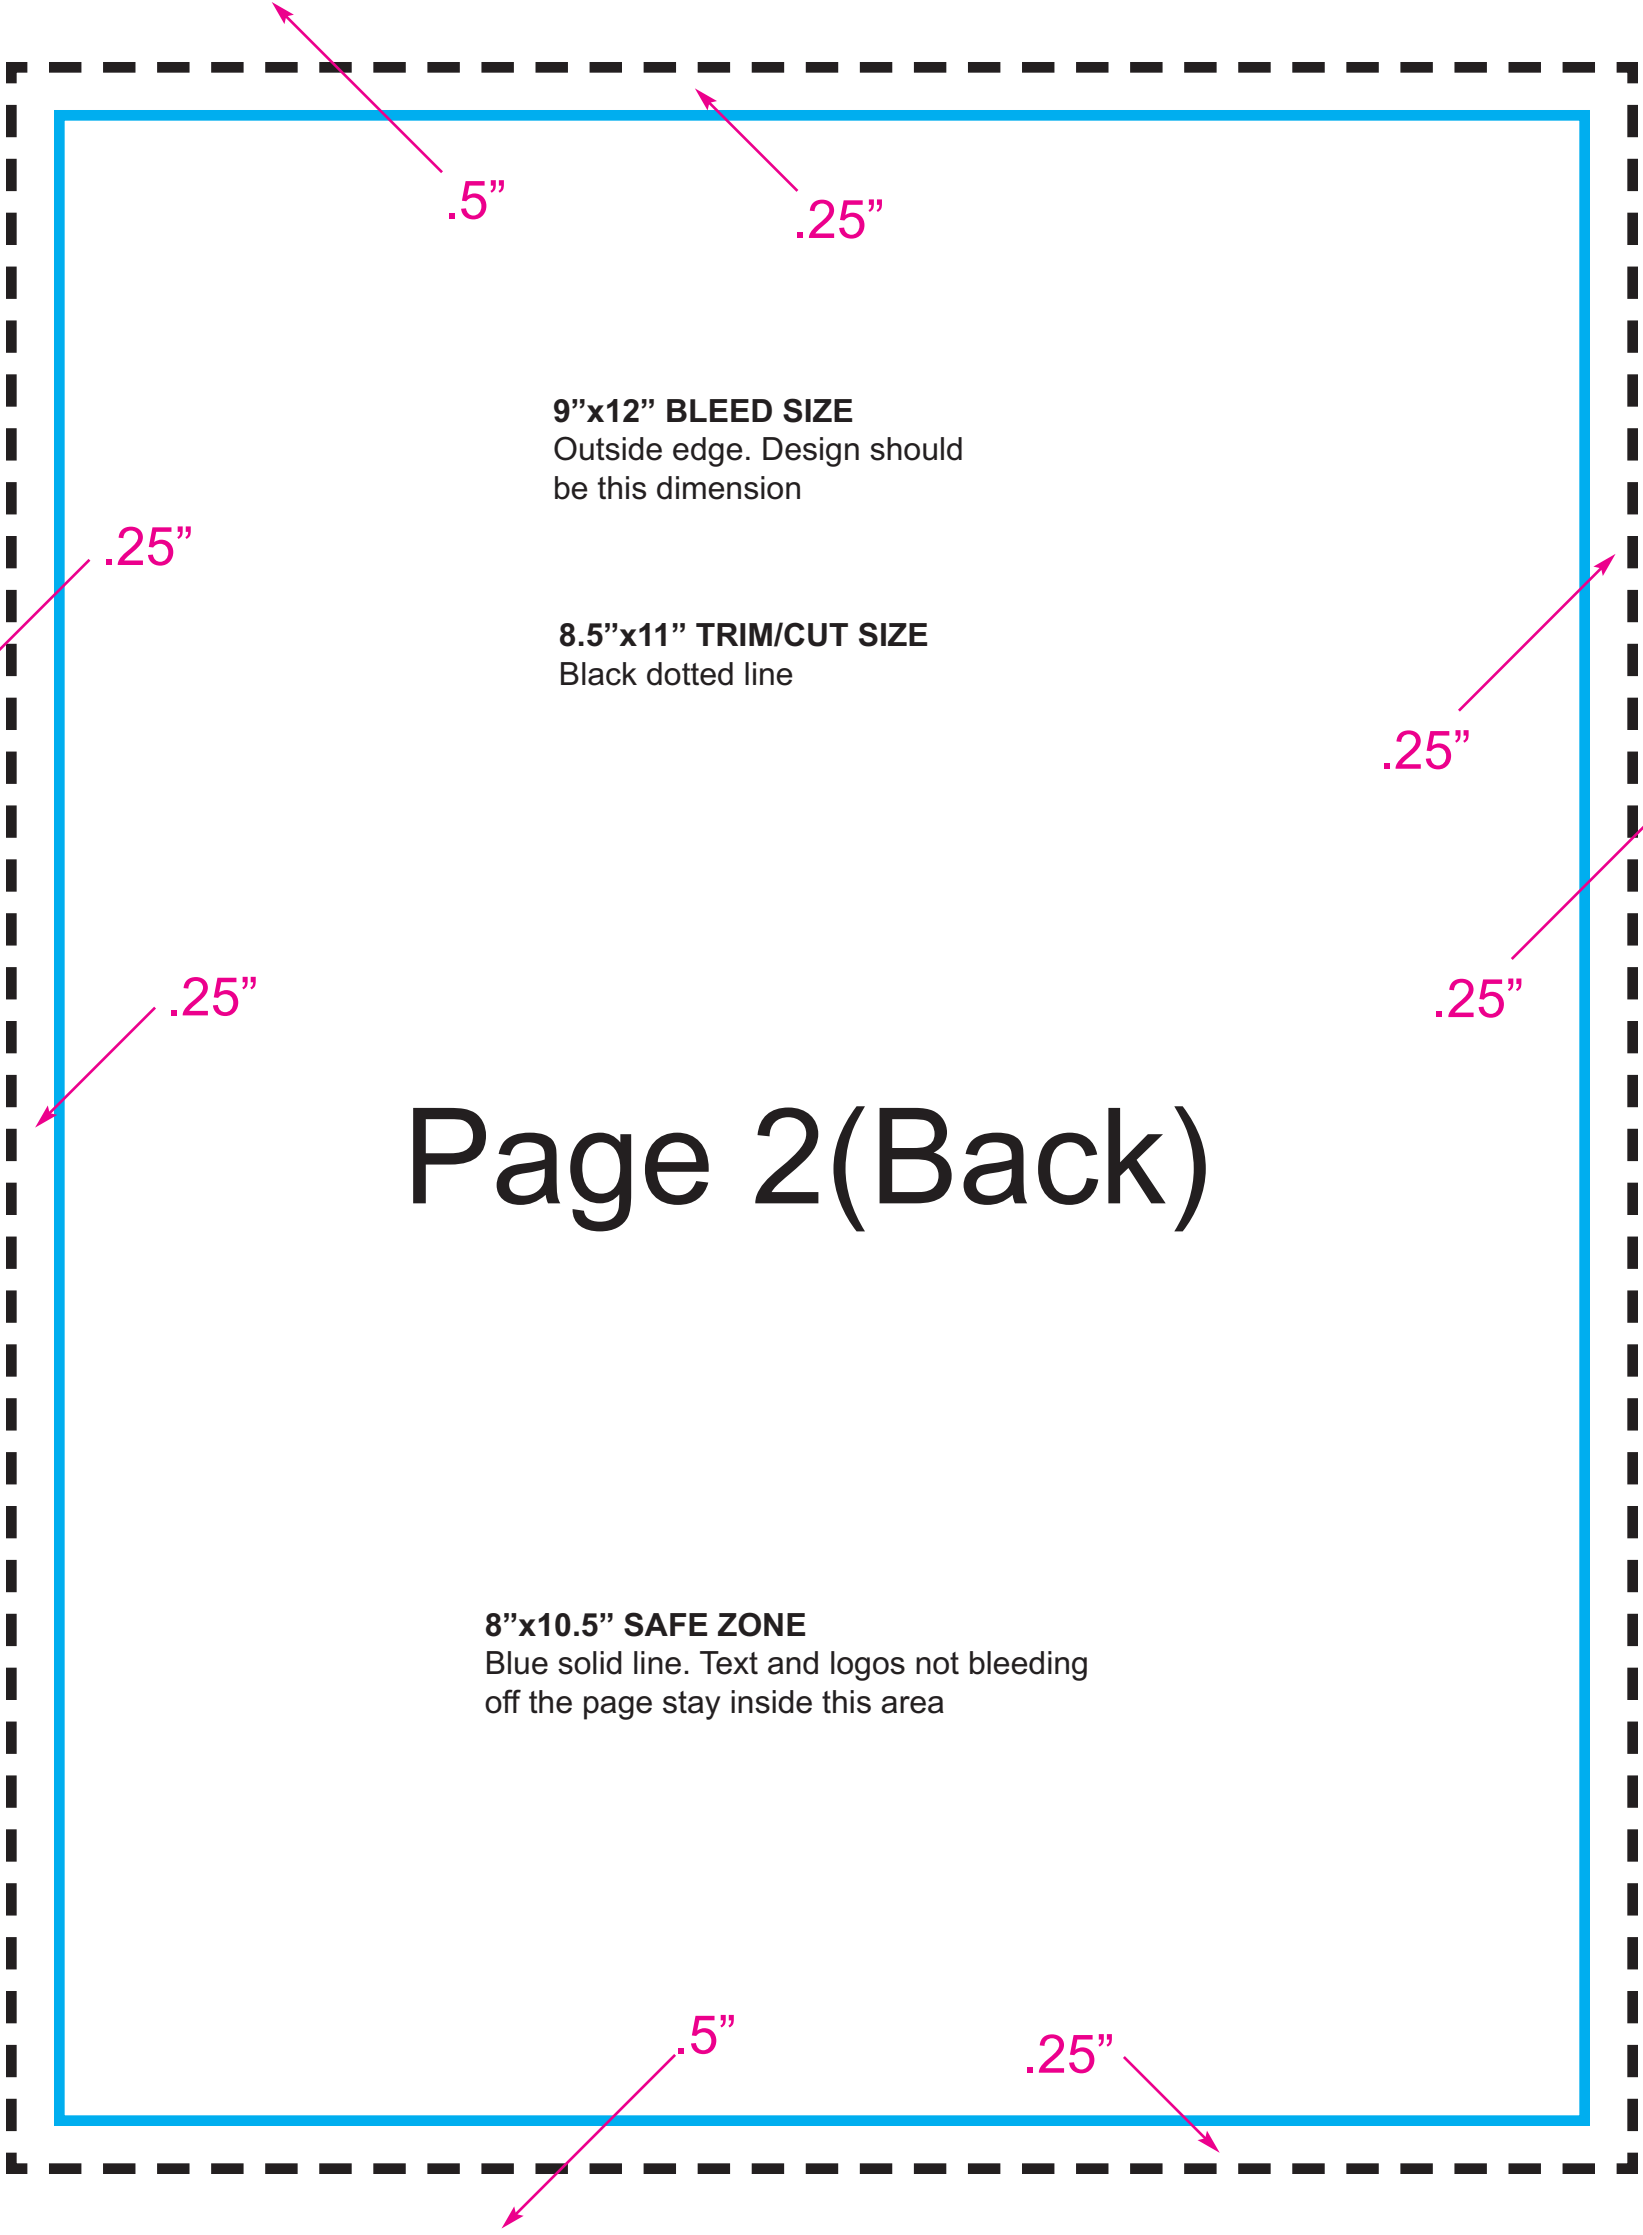 .5”
.25”
9”x12” BLEED SIZE
Outside edge. Design should
be this dimension
.25”
8.5”x11” TRIM/CUT SIZE
Black dotted line
.25”
.25”
.25”
Page 2(Back)
8”x10.5” SAFE ZONE
Blue solid line. Text and logos not bleeding
off the page stay inside this area
.5”
.25”